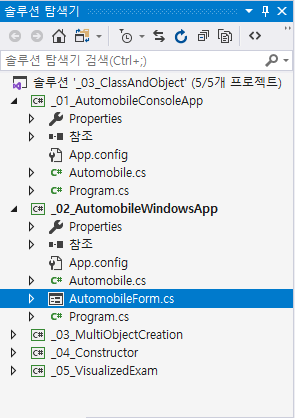 솔루션 탐색기
솔루션 탐색기 검색(Ctrl+;)
솔루션 '_03_ClassAndObject' (5/5개 프로젝트)
C# _01_AutomobileConsoleApp
Properties
참조
App.config
C# Automobile.cs
C# Program.cs
C# _02_AutomobileWindowsApp
Properties
참조
App.config
C# Automobile.cs
AutomobileForm.cs
C# Program.cs
C# _03_MultiObjectCreation
C# _04_Constructor
C# _05_VisualizedExam